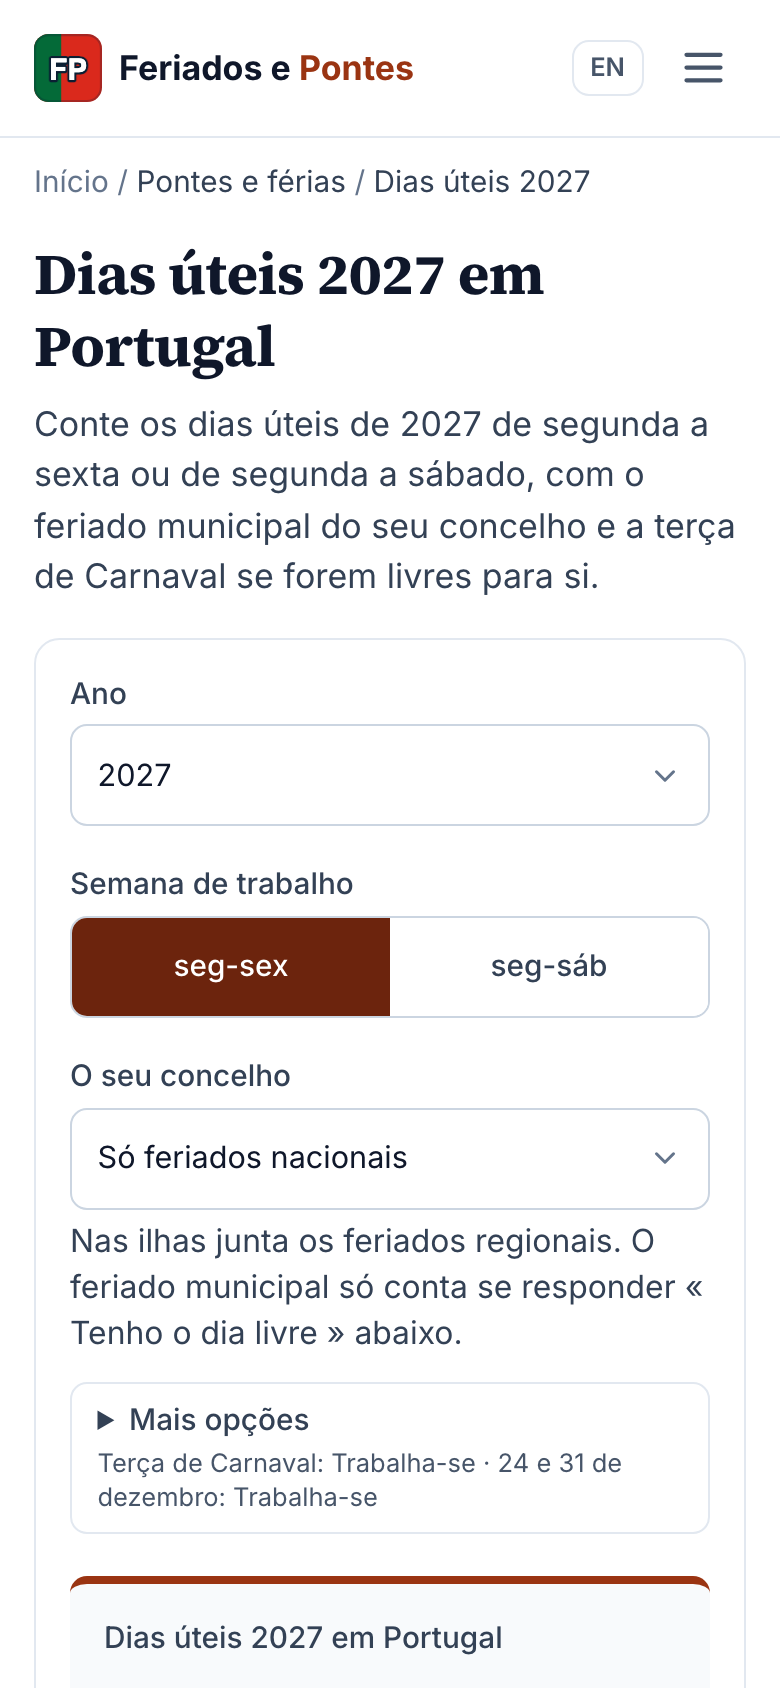 FP Feriados e Pontes EN
Início / Pontes e férias / Dias úteis 2027
Dias úteis 2027 em
Portugal
Conte os dias úteis de 2027 de segunda a
sexta ou de segunda a sábado, com o
feriado municipal do seu concelho e a terça
de Carnaval se forem livres para si.
Ano
2027
Semana de trabalho
seg-sex seg-sáb
O seu concelho
Só feriados nacionais
Nas ilhas junta os feriados regionais. O
feriado municipal só conta se responder «
Tenho o dia livre » abaixo.
Mais opções
Terça de Carnaval: Trabalha-se · 24 e 31 de
dezembro: Trabalha-se
Dias úteis 2027 em Portugal